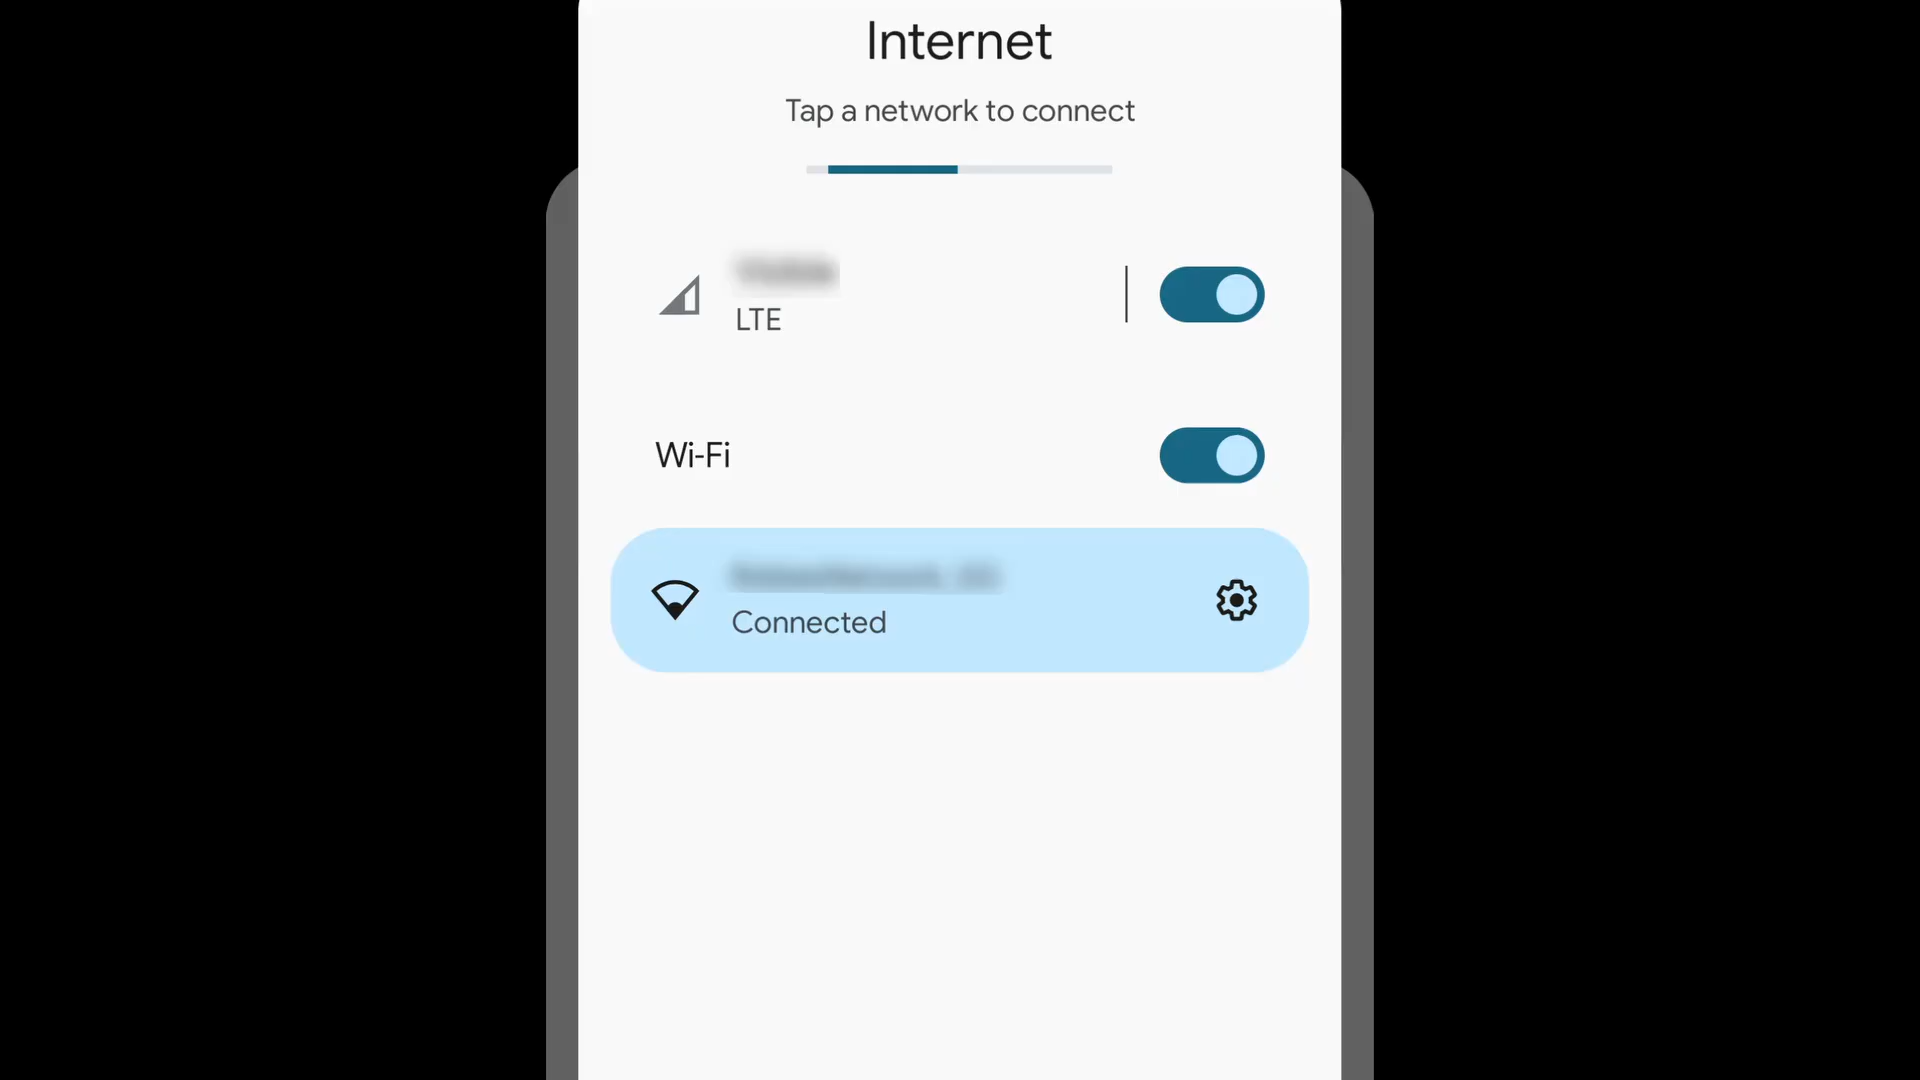 Internet
Tap a network to connect
LTE
Wi-Fi
Connected